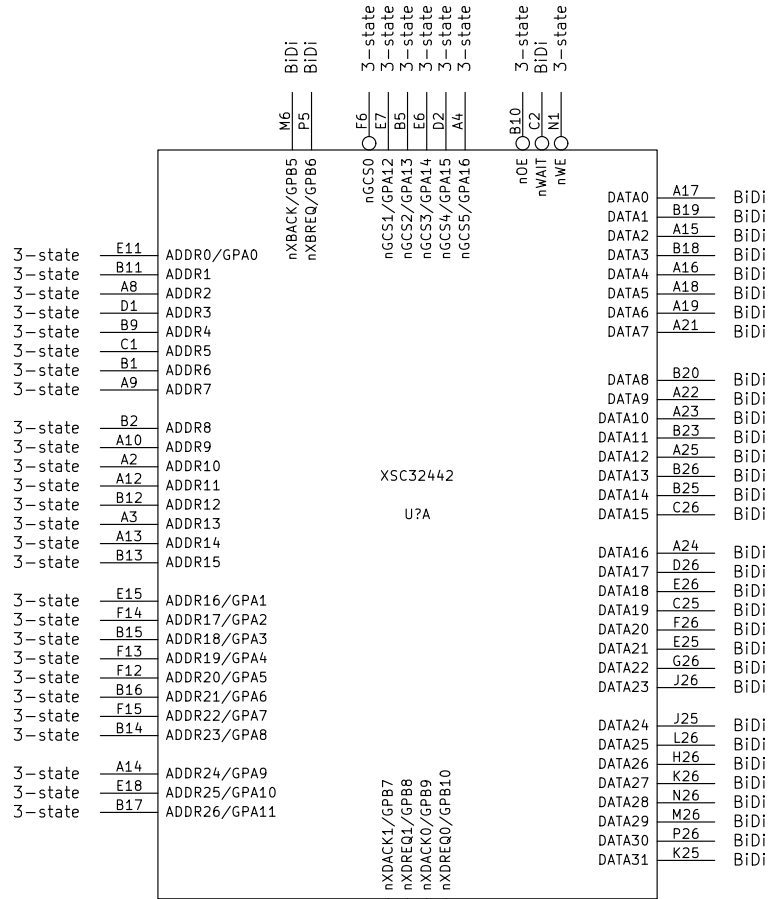 BiDi
BiDi
3-state
3-state
3-state
3-state
3-state
3-state
3-state
BiDi
3-state
M6
P5
F6
E7
B5
E6
D2
A4
B10
C2
N1
nXBACK/GPB5
nXBREQ/GPB6
nGCS0
nGCS1/GPA12
nGCS2/GPA13
nGCS3/GPA14
nGCS4/GPA15
nGCS5/GPA16
nOE
nWAIT
nWE
3-state E11 ADDR0/GPA0
3-state B11 ADDR1
3-state A8 ADDR2
3-state D1 ADDR3
3-state B9 ADDR4
3-state C1 ADDR5
3-state B1 ADDR6
3-state A9 ADDR7
3-state B2 ADDR8
3-state A10 ADDR9
3-state A2 ADDR10
3-state A12 ADDR11
3-state B12 ADDR12
3-state A3 ADDR13
3-state A13 ADDR14
3-state B13 ADDR15
3-state E15 ADDR16/GPA1
3-state F14 ADDR17/GPA2
3-state B15 ADDR18/GPA3
3-state F13 ADDR19/GPA4
3-state F12 ADDR20/GPA5
3-state B16 ADDR21/GPA6
3-state F15 ADDR22/GPA7
3-state B14 ADDR23/GPA8
3-state A14 ADDR24/GPA9
3-state E18 ADDR25/GPA10
3-state B17 ADDR26/GPA11
XSC32442
U?A
DATA0 A17 BiDi
DATA1 B19 BiDi
DATA2 A15 BiDi
DATA3 B18 BiDi
DATA4 A16 BiDi
DATA5 A18 BiDi
DATA6 A19 BiDi
DATA7 A21 BiDi
DATA8 B20 BiDi
DATA9 A22 BiDi
DATA10 A23 BiDi
DATA11 B23 BiDi
DATA12 A25 BiDi
DATA13 B26 BiDi
DATA14 B25 BiDi
DATA15 C26 BiDi
DATA16 A24 BiDi
DATA17 D26 BiDi
DATA18 E26 BiDi
DATA19 C25 BiDi
DATA20 F26 BiDi
DATA21 E25 BiDi
DATA22 G26 BiDi
DATA23 J26 BiDi
DATA24 J25 BiDi
DATA25 L26 BiDi
DATA26 H26 BiDi
DATA27 K26 BiDi
DATA28 N26 BiDi
DATA29 M26 BiDi
DATA30 P26 BiDi
DATA31 K25 BiDi
nXDACK1/GPB7
nXDREQ1/GPB8
nXDACK0/GPB9
nXDREQ0/GPB10